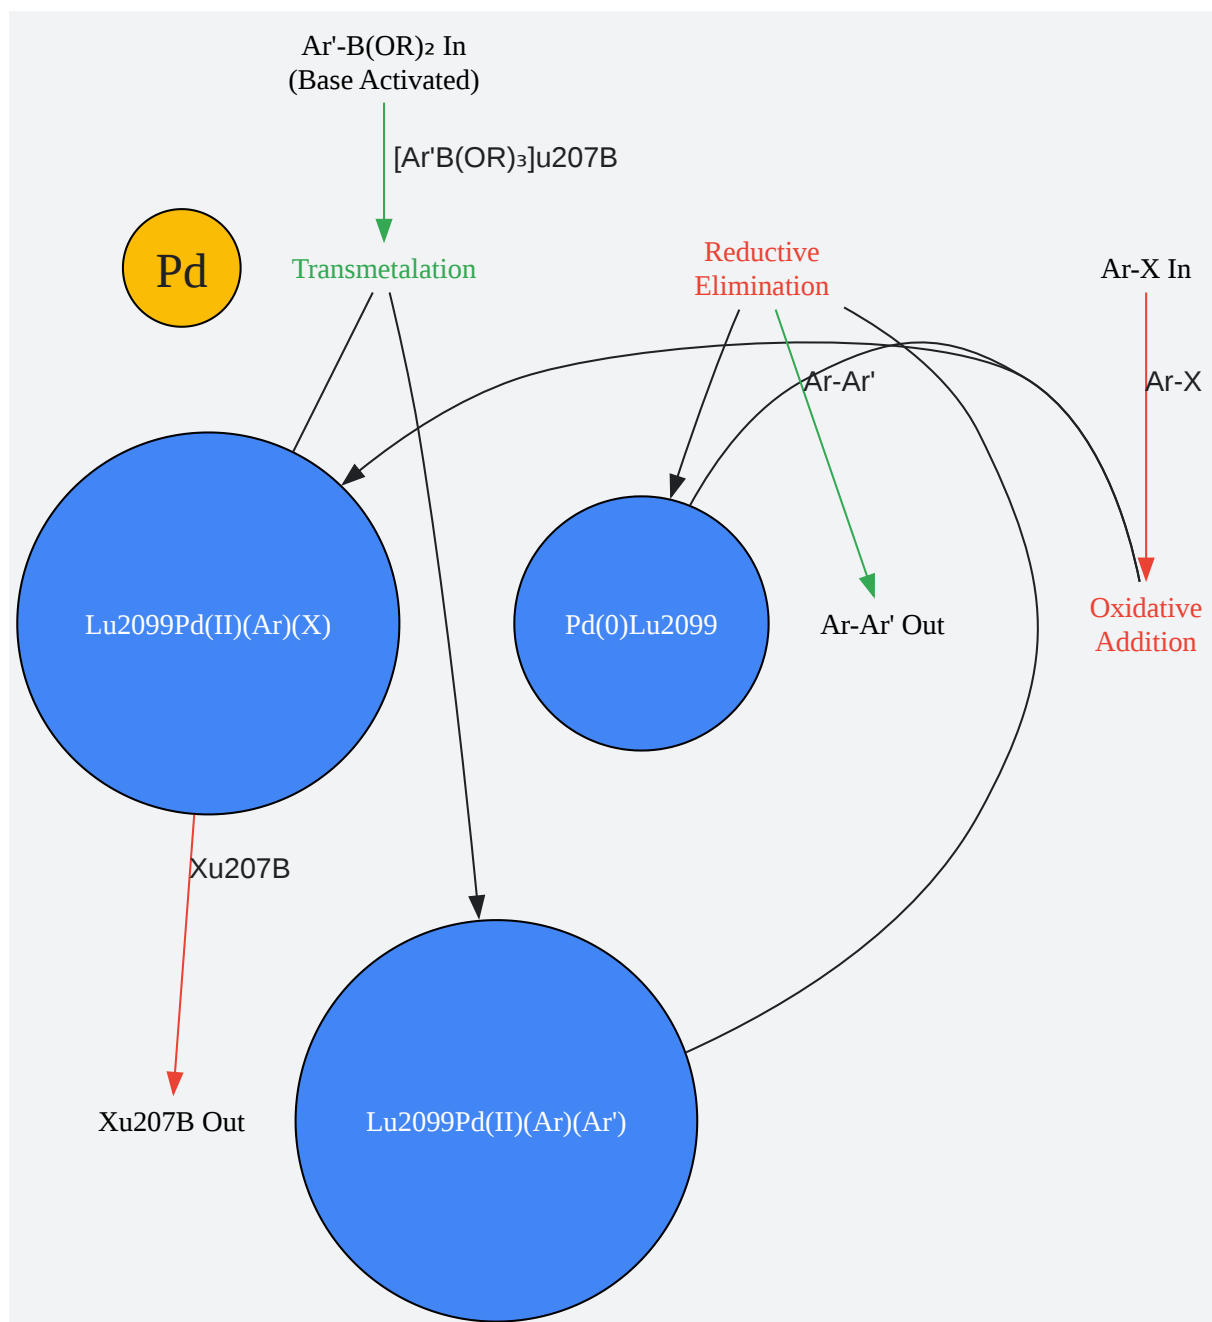 Ar'-B(OR)₂ In
(Base Activated)
[Ar'B(OR)₃]u207B
Pd
Transmetalation
Reductive
Elimination
Ar-X In
Ar-Ar'
Ar-X
Lu2099Pd(II)(Ar)(X)
Pd(0)Lu2099
Ar-Ar' Out
Oxidative
Addition
Xu207B
Xu207B Out
Lu2099Pd(II)(Ar)(Ar')